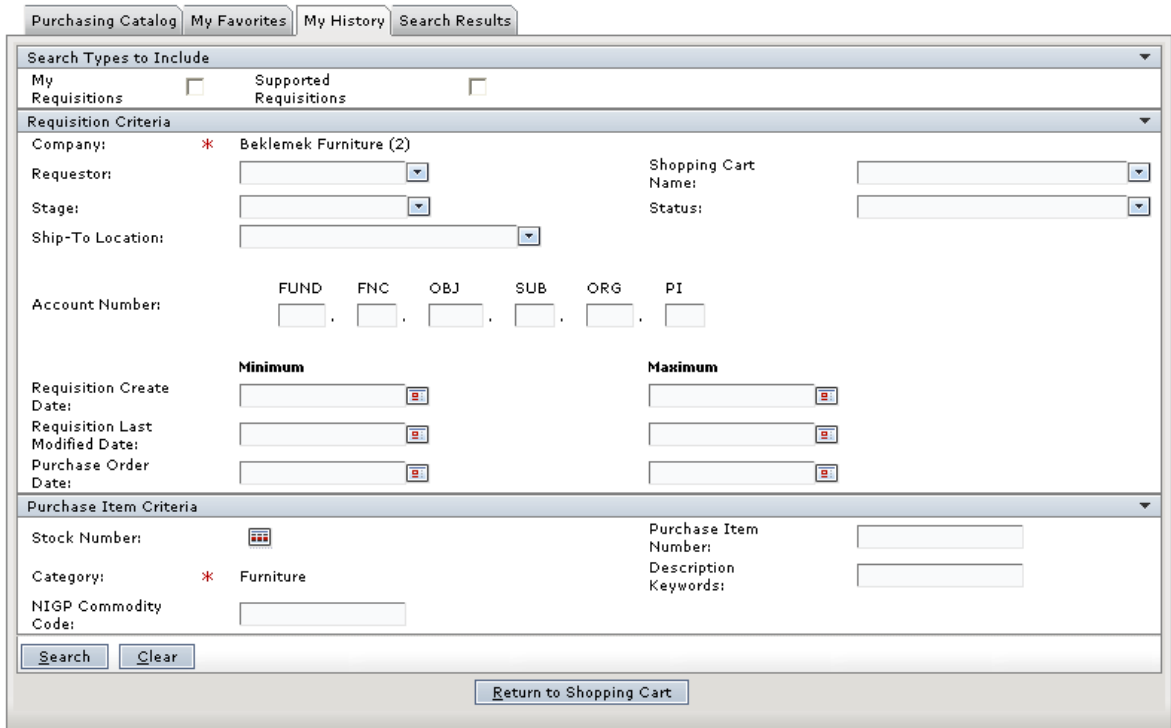 Purchasing Catalog My Favorites My History Search Results
Search Types to Include
My Requisitions Supported Requisitions
Requisition Criteria
Company: * Beklemek Furniture (2)
Requestor: Shopping Cart Name:
Stage: Status:
Ship-To Location:
FUND FNC OBJ SUB ORG PI
Account Number: . . . . .
Minimum Maximum
Requisition Create Date:
Requisition Last Modified Date:
Purchase Order Date:
Purchase Item Criteria
Stock Number: Purchase Item Number:
Category: * Furniture Description Keywords:
NIGP Commodity Code:
Search Clear
Return to Shopping Cart